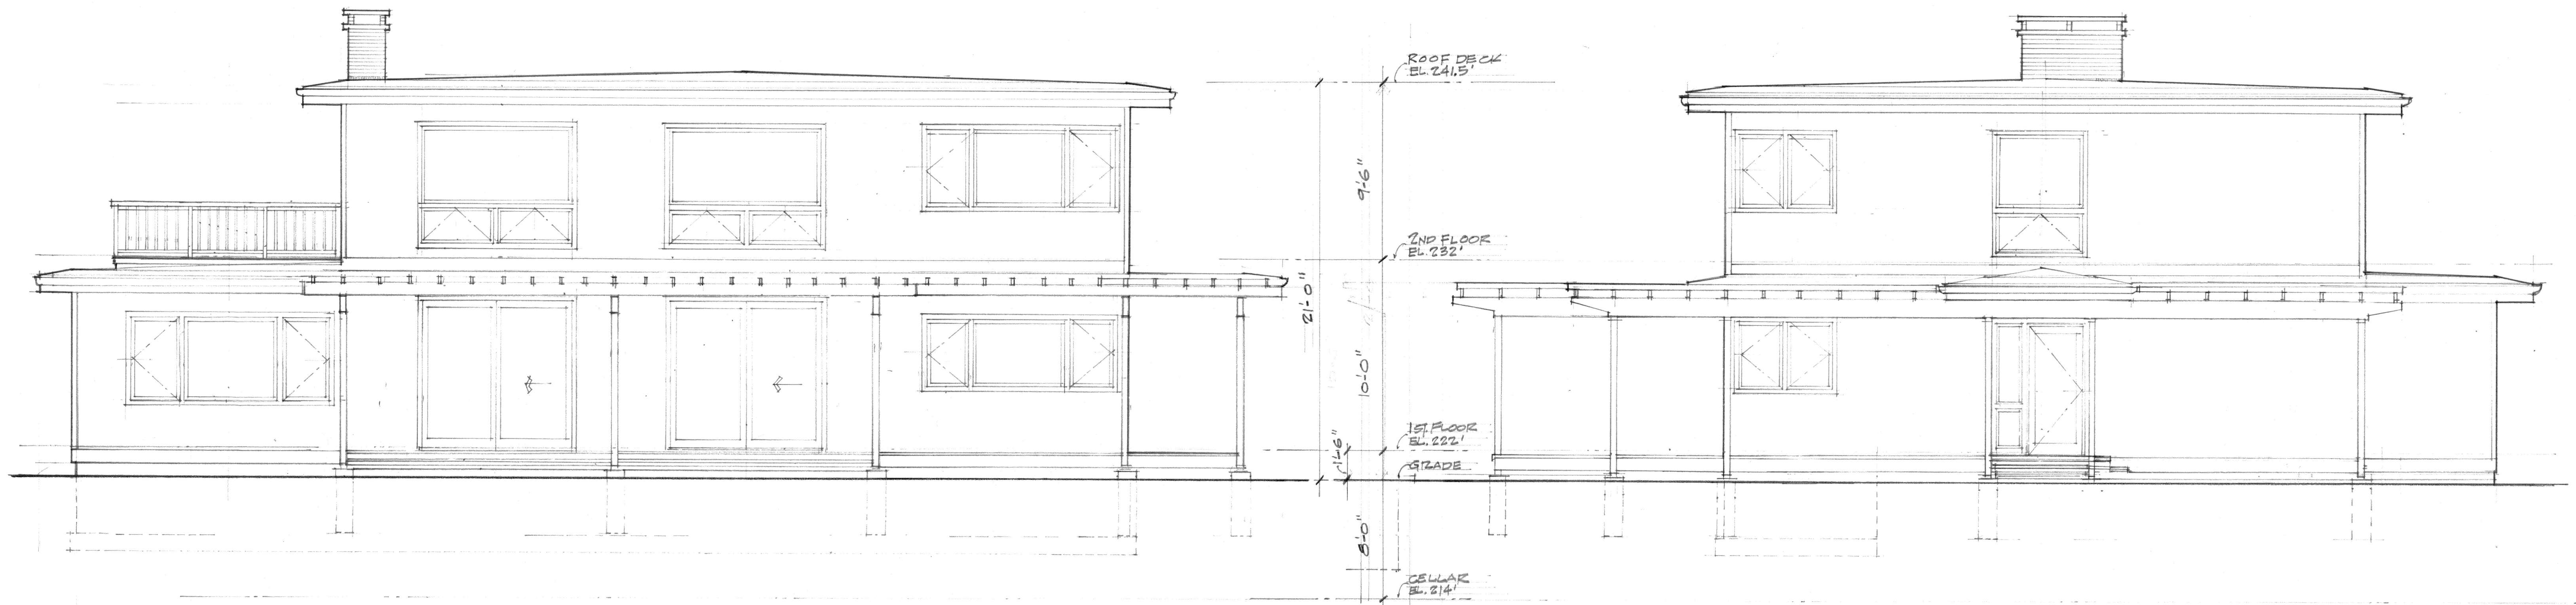 ROOF DECK
EL. 241.5'
9'-6"
2ND FLOOR
EL. 232'
21'-0"
10'-0"
1ST. FLOOR
EL. 222'
1'-6"
GRADE
8'-0"
CELLAR
EL. 214'